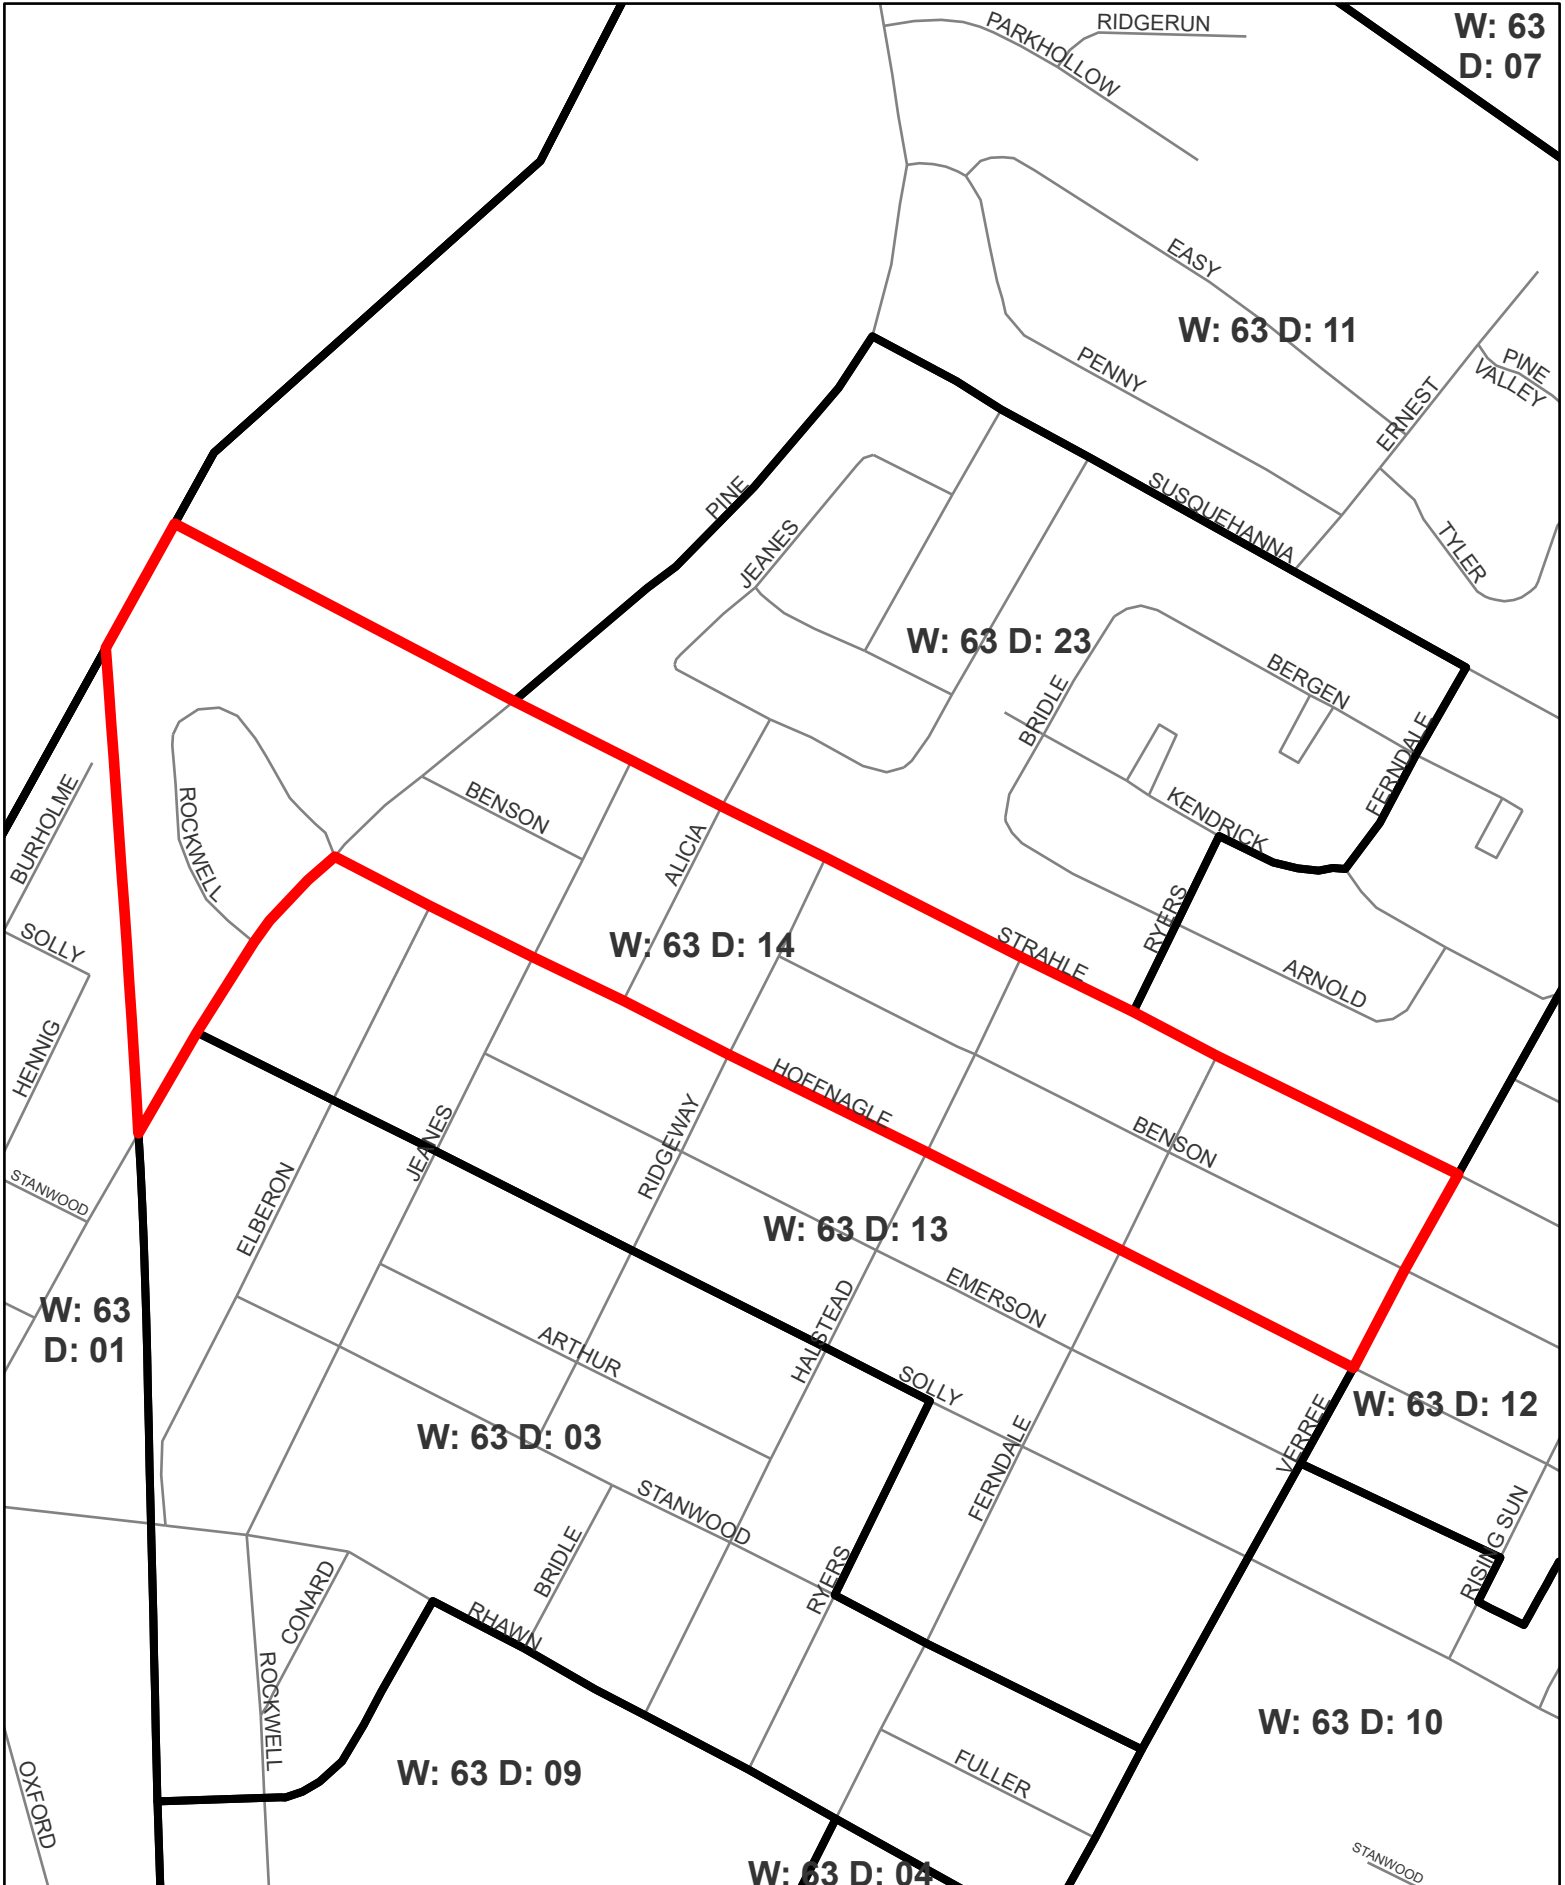 RIDGERUN
PARKHOLLOW
W: 63
D: 07
EASY
W: 63 D: 11
PENNY
PINE
VALLEY
ERNEST
SUSQUEHANNA
PINE
JEANES
TYLER
W: 63 D: 23
BERGEN
BRIDLE
FERNDALE
BURHOLME
ROCKWELL
BENSON
KENDRICK
ALICIA
RYERS
SOLLY
W: 63 D: 14
STRAHLE
ARNOLD
HENNIG
HOFFNAGLE
JEANES
RIDGEWAY
BENSON
STANWOOD
ELBERON
W: 63 D: 13
EMERSON
W: 63
D: 01
ARTHUR
HALSTEAD
SOLLY
VERREE
W: 63 D: 12
W: 63 D: 03
FERNDALE
STANWOOD
RISING SUN
BRIDLE
RYERS
CONARD
RHAWN
ROCKWELL
W: 63 D: 10
OXFORD
W: 63 D: 09
FULLER
STANWOOD
W: 63 D: 04